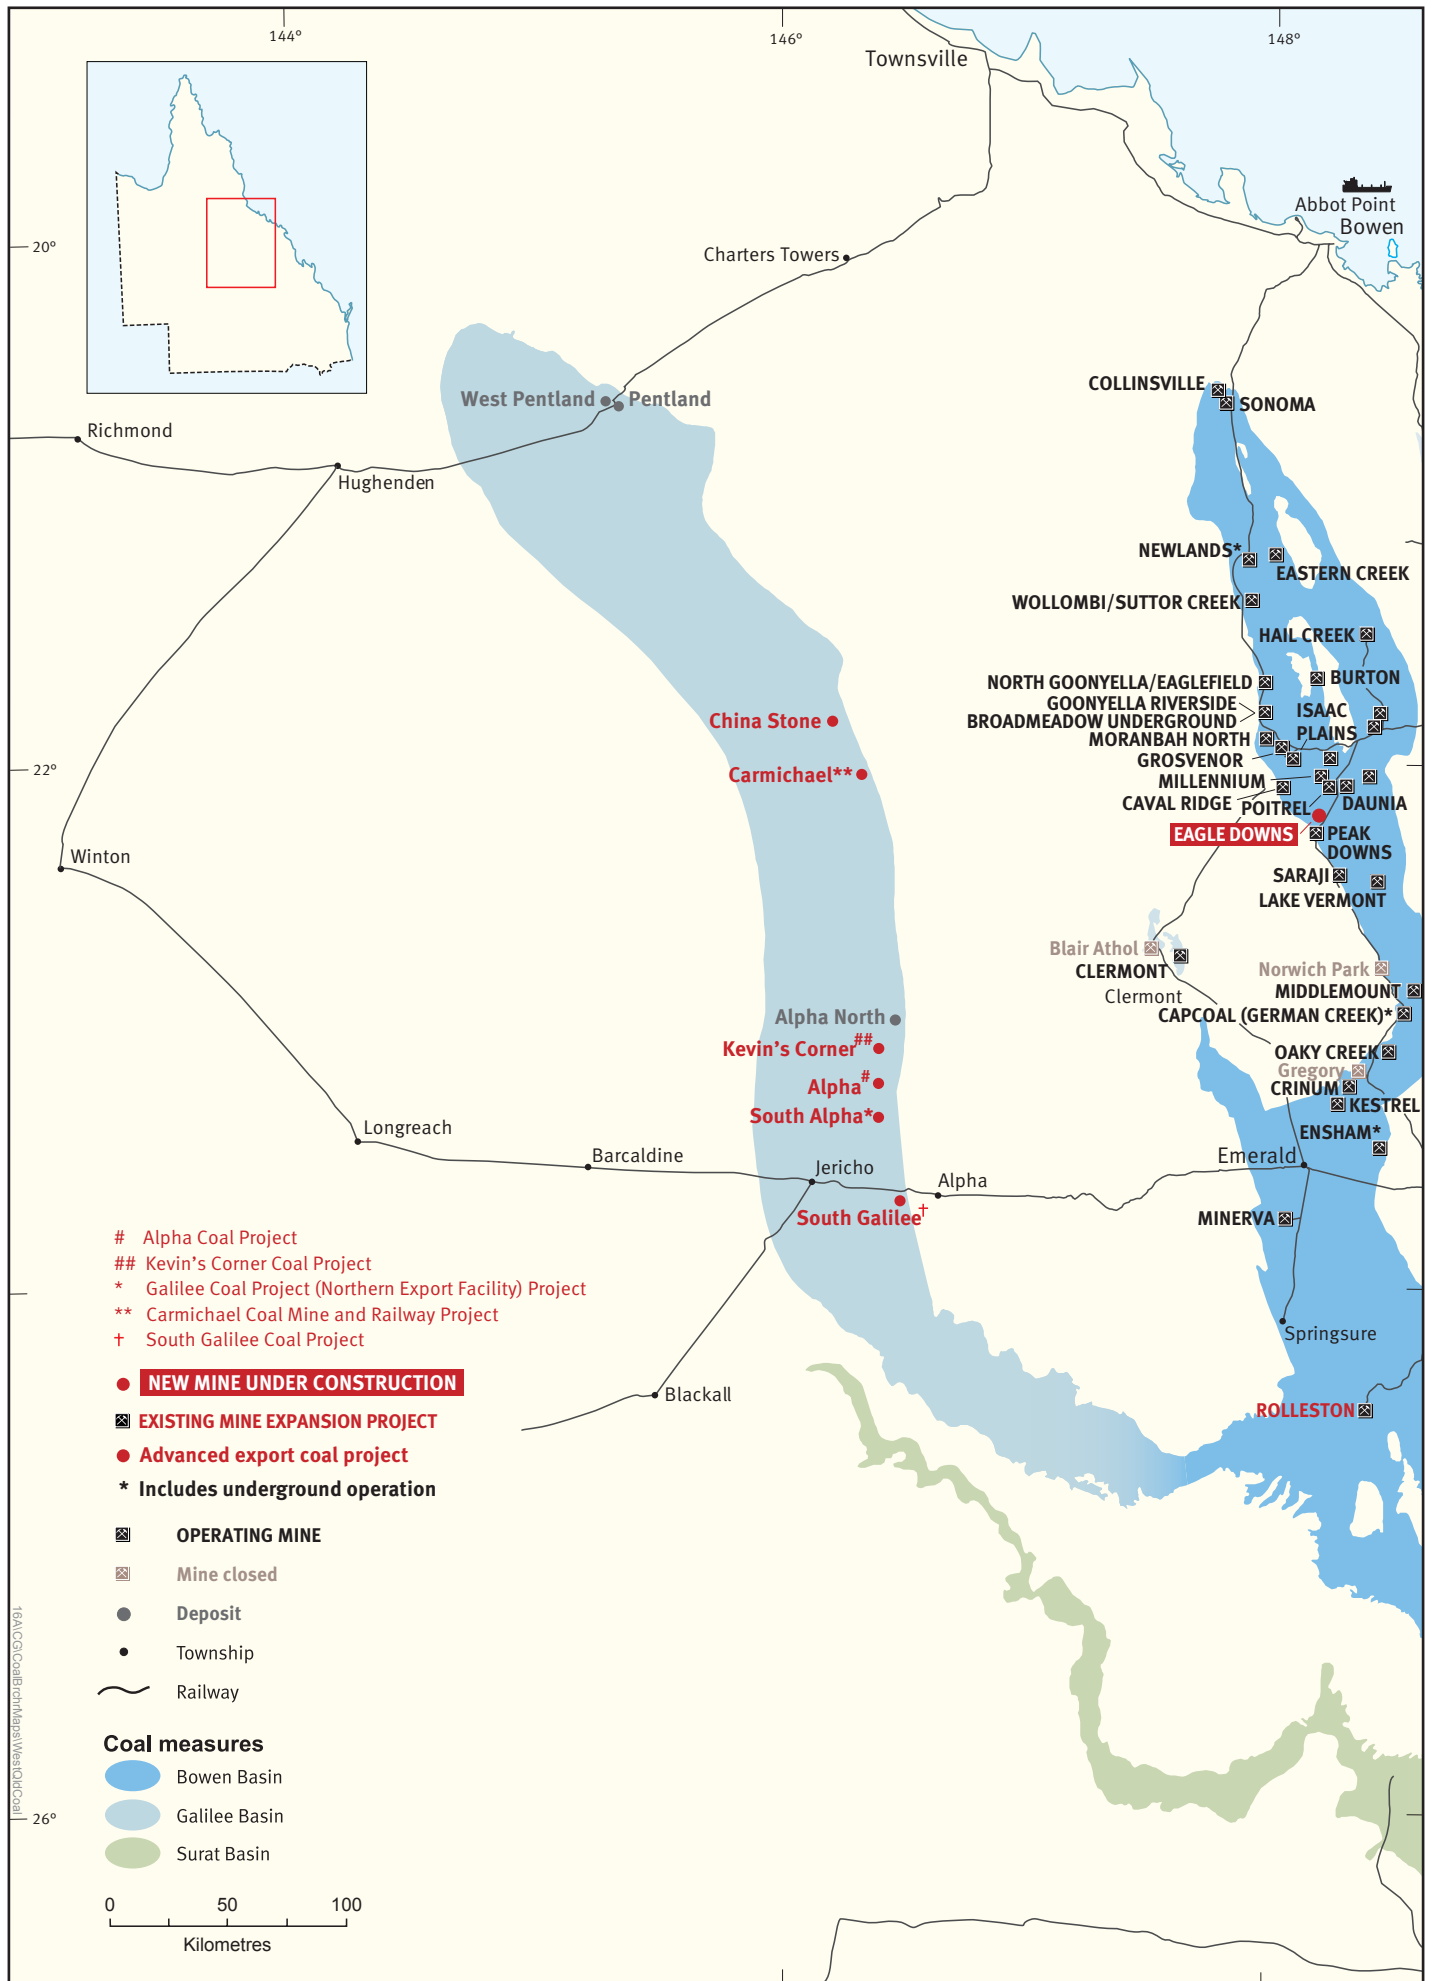 144°
146°
148°
Townsville
Abbot Point
Bowen
20°
Charters Towers
COLLINSVILLE
SONOMA
West Pentland
Pentland
Richmond
Hughenden
NEWLANDS*
EASTERN CREEK
WOLLOMBI/SUTTOR CREEK
HAIL CREEK
NORTH GOONYELLA/EAGLEFIELD
BURTON
GOONYELLA RIVERSIDE
BROADMEADOW UNDERGROUND
ISAAC
PLAINS
China Stone
MORANBAH NORTH
GROSVENOR
22°
Carmichael**
MILLENNIUM
CAVAL RIDGE
POITREL
DAUNIA
EAGLE DOWNS
PEAK
DOWNS
Winton
SARAJI
LAKE VERMONT
Blair Athol
CLERMONT
Clermont
Norwich Park
MIDDLEMOUNT
CAPCOAL (GERMAN CREEK)*
Alpha North
Kevin's Corner##
OAKY CREEK
Gregory
Alpha#
CRINUM
KESTREL
South Alpha*
ENSHAM*
Longreach
Barcaldine
Jericho
Alpha
Emerald
South Galilee†
MINERVA
Springsure
Blackall
ROLLESTON
# Alpha Coal Project
## Kevin's Corner Coal Project
* Galilee Coal Project (Northern Export Facility) Project
** Carmichael Coal Mine and Railway Project
† South Galilee Coal Project
NEW MINE UNDER CONSTRUCTION
EXISTING MINE EXPANSION PROJECT
Advanced export coal project
* Includes underground operation
OPERATING MINE
Mine closed
Deposit
Township
Railway
Coal measures
Bowen Basin
Galilee Basin
Surat Basin
26°
0 50 100
Kilometres
16A\CG\CoalBrchrMaps\WestQldCoal